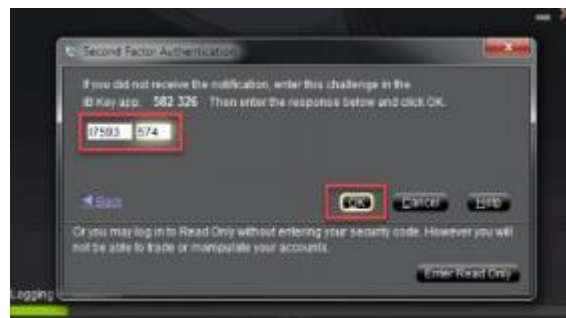 Second Factor Authentication
If you did not receive the notification, enter this challenge in the
IB Key app: 582 326 Then enter the response below and click OK.
17593 574
Back
OK Cancel Help
Or you may log in to Read Only without entering your security code. However you will
not be able to trade or manipulate your accounts.
Enter Read Only
Logging